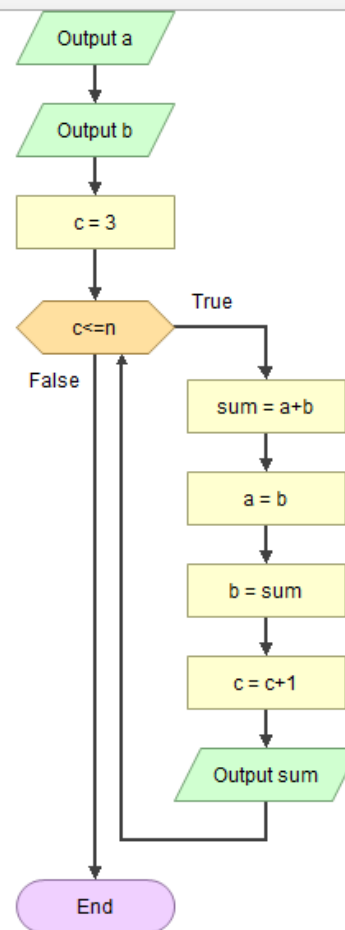 Output a
Output b
c = 3
c<=n
True
False
sum = a+b
a = b
b = sum
c = c+1
Output sum
End